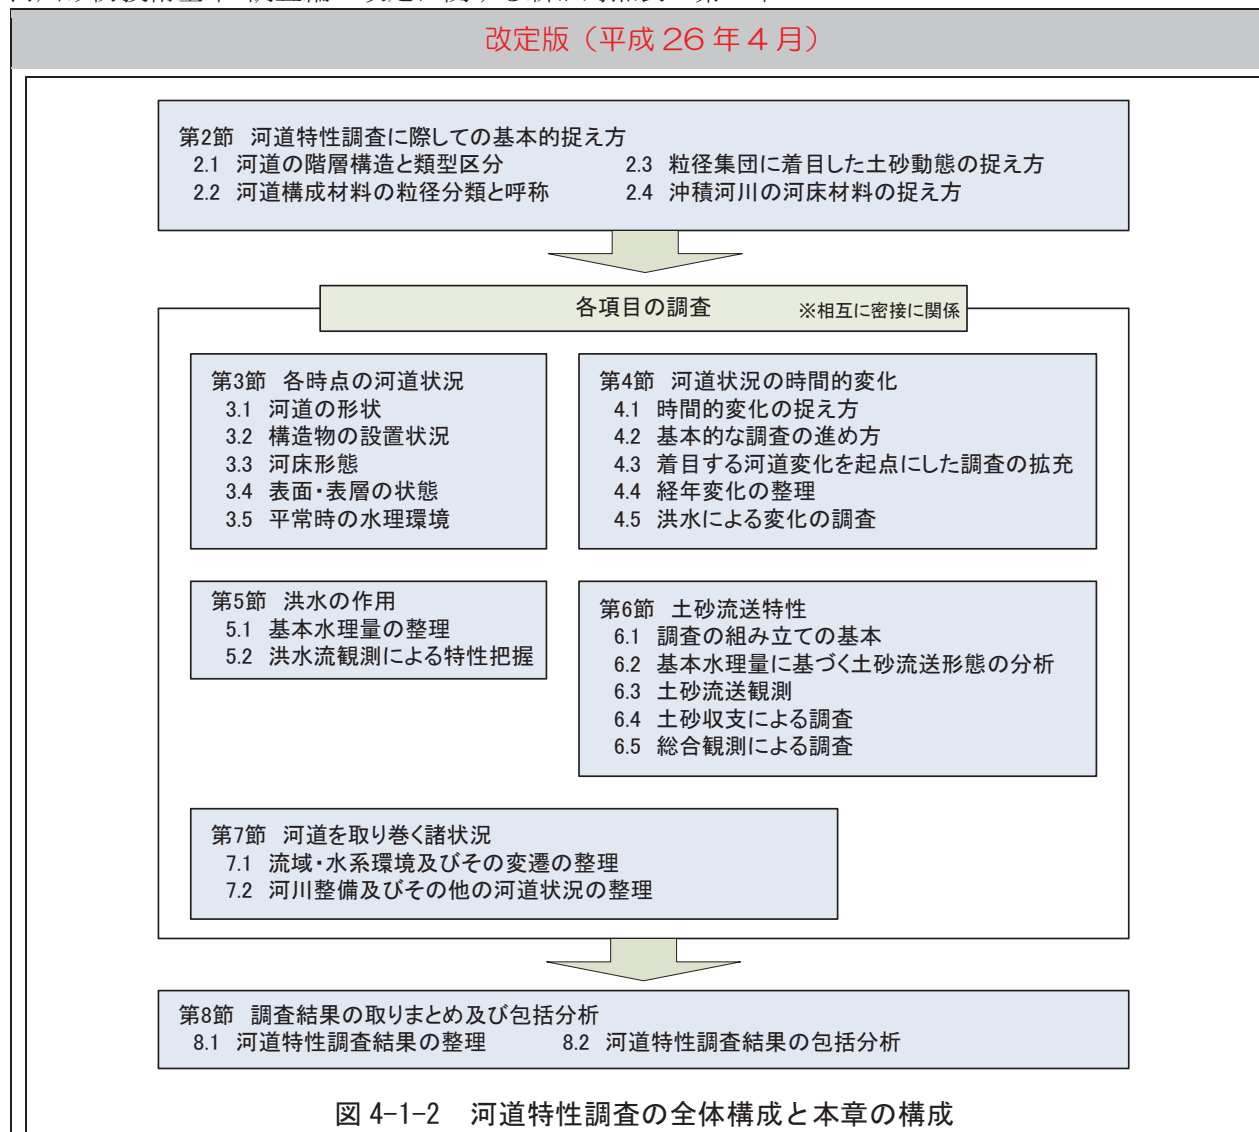 改定版（平成 26 年 4 月）
第2節 河道特性調査に際しての基本的捉え方
2.1 河道の階層構造と類型区分
2.2 河道構成材料の粒径分類と呼称
2.3 粒径集団に着目した土砂動態の捉え方
2.4 沖積河川の河床材料の捉え方
各項目の調査 ※相互に密接に関係
第3節 各時点の河道状況
3.1 河道の形状
3.2 構造物の設置状況
3.3 河床形態
3.4 表面・表層の状態
3.5 平常時の水理環境
第4節 河道状況の時間的変化
4.1 時間的変化の捉え方
4.2 基本的な調査の進め方
4.3 着目する河道変化を起点にした調査の拡充
4.4 経年変化の整理
4.5 洪水による変化の調査
第5節 洪水の作用
5.1 基本水理量の整理
5.2 洪水流観測による特性把握
第6節 土砂流送特性
6.1 調査の組み立ての基本
6.2 基本水理量に基づく土砂流送形態の分析
6.3 土砂流送観測
6.4 土砂収支による調査
6.5 総合観測による調査
第7節 河道を取り巻く諸状況
7.1 流域・水系環境及びその変遷の整理
7.2 河川整備及びその他の河道状況の整理
第8節 調査結果の取りまとめ及び包括分析
8.1 河道特性調査結果の整理
8.2 河道特性調査結果の包括分析
図 4-1-2 河道特性調査の全体構成と本章の構成